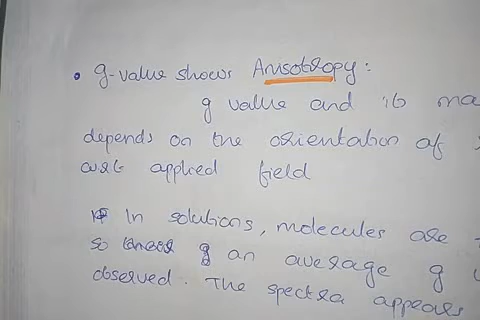 • g-value shows Anisotropy:
g value and its ma
depends on the orientation of
wrt applied field
In solutions, molecules are
so an average g
observed. The spectra appears